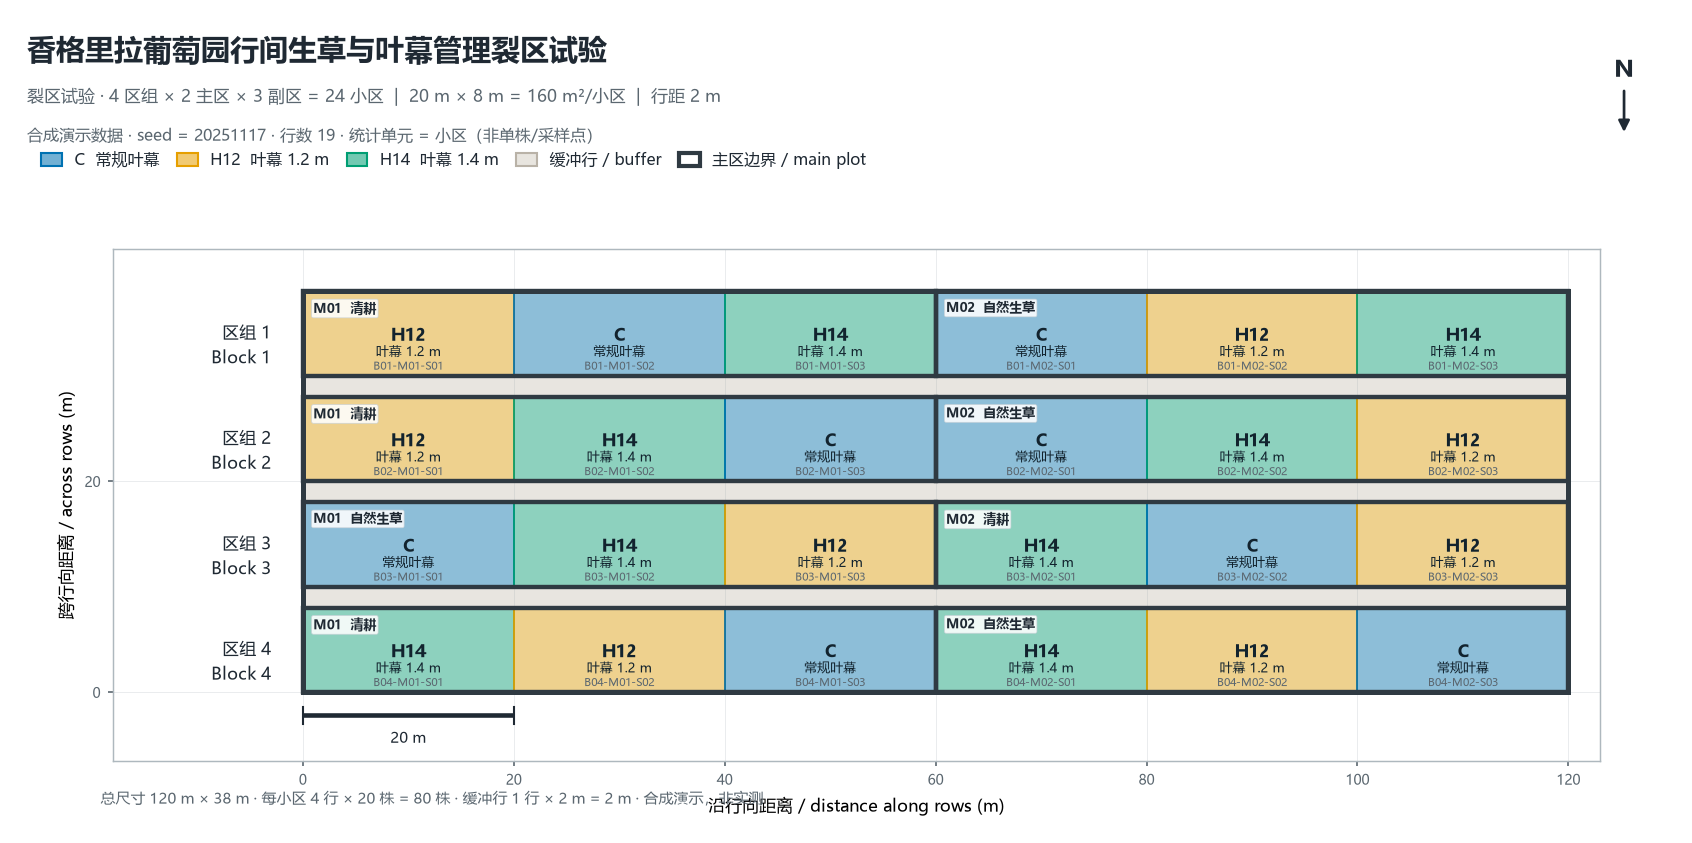 香格里拉葡萄园行间生草与叶幕管理裂区试验
N
裂区试验 · 4 区组 × 2 主区 × 3 副区 = 24 小区 | 20 m × 8 m = 160 m²/小区 | 行距 2 m
合成演示数据 · seed = 20251117 · 行数 19 · 统计单元 = 小区（非单株/采样点）
C 常规叶幕 H12 叶幕 1.2 m H14 叶幕 1.4 m 缓冲行 / buffer 主区边界 / main plot
区组 1
Block 1
M01 清耕
H12
叶幕 1.2 m
B01-M01-S01
C
常规叶幕
B01-M01-S02
H14
叶幕 1.4 m
B01-M01-S03
M02 自然生草
C
常规叶幕
B01-M02-S01
H12
叶幕 1.2 m
B01-M02-S02
H14
叶幕 1.4 m
B01-M02-S03
区组 2
Block 2
M01 清耕
H12
叶幕 1.2 m
B02-M01-S01
H14
叶幕 1.4 m
B02-M01-S02
C
常规叶幕
B02-M01-S03
M02 自然生草
C
常规叶幕
B02-M02-S01
H14
叶幕 1.4 m
B02-M02-S02
H12
叶幕 1.2 m
B02-M02-S03
区组 3
Block 3
M01 自然生草
C
常规叶幕
B03-M01-S01
H14
叶幕 1.4 m
B03-M01-S02
H12
叶幕 1.2 m
B03-M01-S03
M02 清耕
H14
叶幕 1.4 m
B03-M02-S01
C
常规叶幕
B03-M02-S02
H12
叶幕 1.2 m
B03-M02-S03
区组 4
Block 4
M01 清耕
H14
叶幕 1.4 m
B04-M01-S01
H12
叶幕 1.2 m
B04-M01-S02
C
常规叶幕
B04-M01-S03
M02 自然生草
H14
叶幕 1.4 m
B04-M02-S01
H12
叶幕 1.2 m
B04-M02-S02
C
常规叶幕
B04-M02-S03
跨行向距离 / across rows (m)
20
0
20 m
0 20 40 60 80 100 120
总尺寸 120 m × 38 m · 每小区 4 行 × 20 株 = 80 株 · 缓冲行 1 行 × 2 m = 2 m · 合成演示，非实测
沿行向距离 / distance along rows (m)